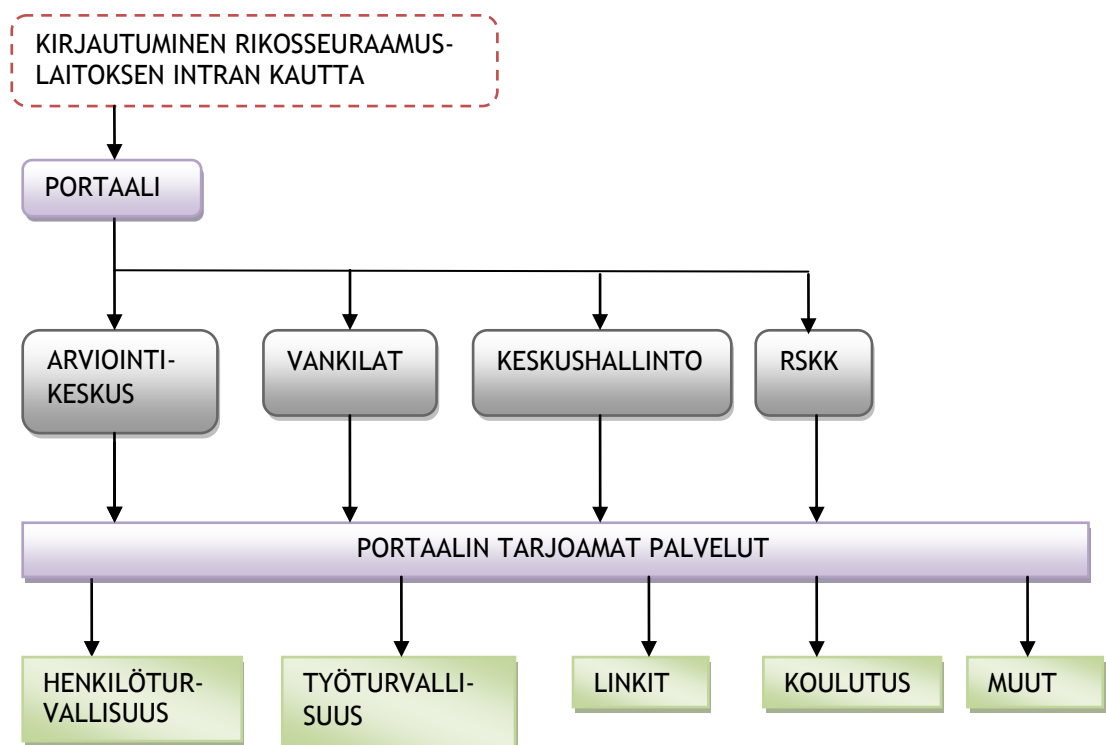 KIRJAUTUMINEN RIKOSSEURAAMUS-
LAITOKSEN INTRAN KAUTTA
PORTAALI
ARVIOINTI-
KESKUS
VANKILAT
KESKUSHALLINTO
RSKK
PORTAALIN TARJOAMAT PALVELUT
HENKILÖTUR-
VALLISUUS
TYÖTURVALLI-
SUUS
LINKIT
KOULUTUS
MUUT